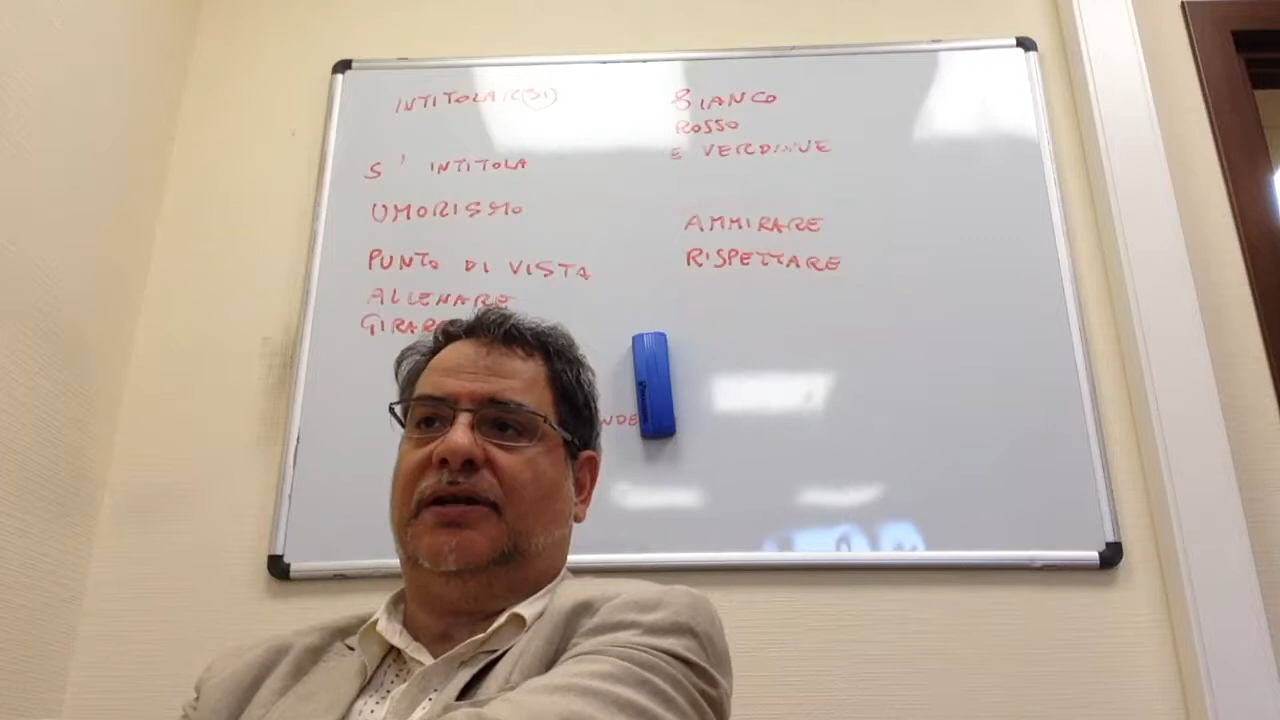 INTITOLAR(SI)
S' INTITOLA
UMORISMO
PUNTO DI VISTA
ALLENARE
BIANCO
ROSSO
E VERDONE
AMMIRARE
RISPETTARE